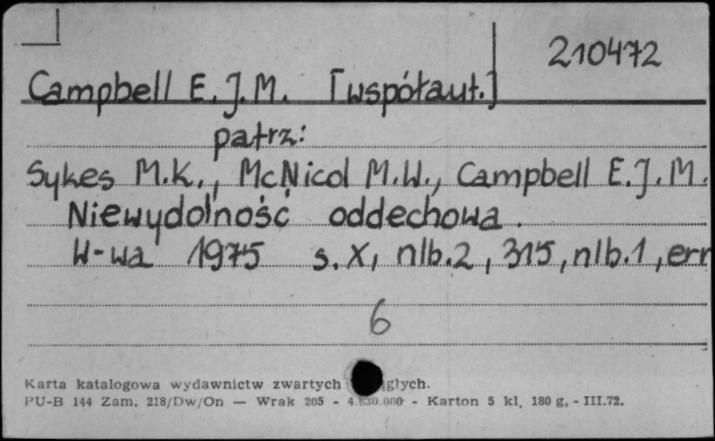 210472
Campbell E.J.M. [współaut.]
patrz:
Sykes M.K., McNicol M.W., Campbell E.J.M.
Niewydolność oddechowa.
W-wa 1975 s. X, nlb.2, 315, nlb.1, err
6
Karta katalogowa wydawnictw zwartych
PU-B 144 Zam. 218/Dw/On — Wrak 205 - 4.830.000 - Karton 5 kl. 180 g. - III.72.